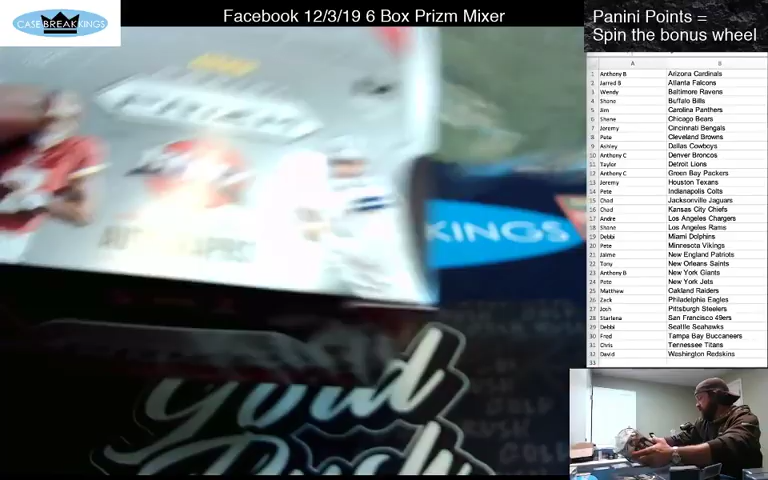 CASE BREAK KINGS
Facebook 12/3/19 6 Box Prizm Mixer
Panini Points =
Spin the bonus wheel
KINGS
AUTOGRAPHS
Gold
Rush
A B
1 Anthony B Arizona Cardinals
2 Jarred B Atlanta Falcons
3 Wendy Baltimore Ravens
4 Shane Buffalo Bills
5 Jim Carolina Panthers
6 Shane Chicago Bears
7 Jeremy Cincinnati Bengals
8 Pete Cleveland Browns
9 Ashley Dallas Cowboys
10 Anthony C Denver Broncos
11 Taylor Detroit Lions
12 Anthony C Green Bay Packers
13 Jeremy Houston Texans
14 Pete Indianapolis Colts
15 Chad Jacksonville Jaguars
16 Chad Kansas City Chiefs
17 Andre Los Angeles Chargers
18 Shane Los Angeles Rams
19 Debbi Miami Dolphins
20 Pete Minnesota Vikings
21 Jaime New England Patriots
22 Tony New Orleans Saints
23 Anthony B New York Giants
24 Pete New York Jets
25 Matthew Oakland Raiders
26 Zack Philadelphia Eagles
27 Josh Pittsburgh Steelers
28 Starlena San Francisco 49ers
29 Debbi Seattle Seahawks
30 Fred Tampa Bay Buccaneers
31 Chris Tennessee Titans
32 David Washington Redskins
33